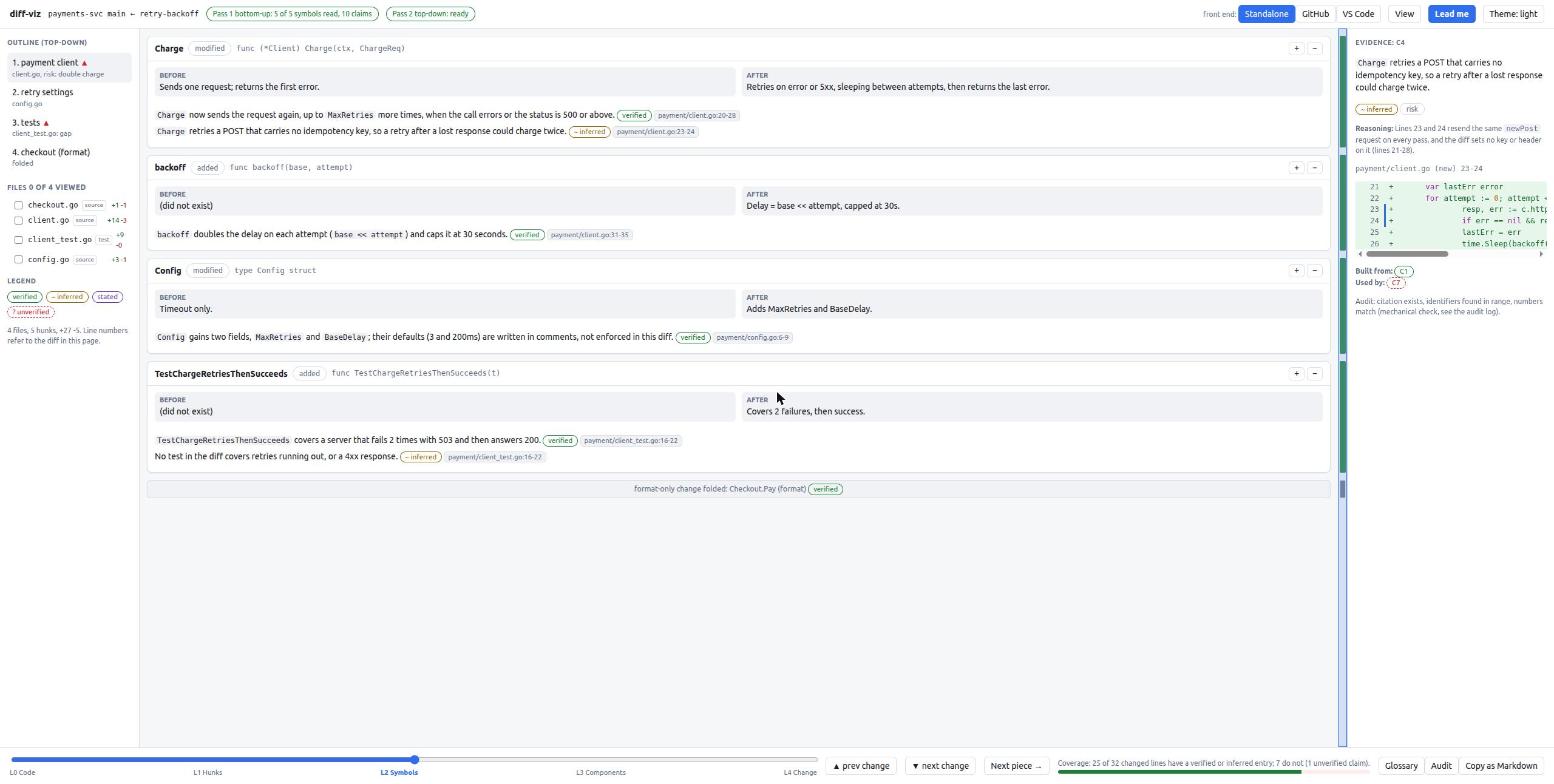 diff-viz payments-svc main ← retry-backoff Pass 1 bottom-up: 5 of 5 symbols read, 10 claims Pass 2 top-down: ready front end: Standalone GitHub VS Code View Lead me Theme: light
OUTLINE (TOP-DOWN)
1. payment client ▲
client.go, risk: double charge
2. retry settings
config.go
3. tests ▲
client_test.go: gap
4. checkout (format)
folded
FILES 0 OF 4 VIEWED
checkout.go source +1 -1
client.go source +14 -3
client_test.go test +9 -0
config.go source +3 -1
LEGEND
verified ~ inferred stated
? unverified
4 files, 5 hunks, +27 -5. Line numbers
refer to the diff in this page.
Charge modified func (*Client) Charge(ctx, ChargeReq) + −
BEFORE
Sends one request; returns the first error.
AFTER
Retries on error or 5xx, sleeping between attempts, then returns the last error.
Charge now sends the request again, up to MaxRetries more times, when the call errors or the status is 500 or above. verified payment/client.go:20-28
Charge retries a POST that carries no idempotency key, so a retry after a lost response could charge twice. ~ inferred payment/client.go:23-24
backoff added func backoff(base, attempt) + −
BEFORE
(did not exist)
AFTER
Delay = base << attempt, capped at 30s.
backoff doubles the delay on each attempt ( base << attempt ) and caps it at 30 seconds. verified payment/client.go:31-35
Config modified type Config struct + −
BEFORE
Timeout only.
AFTER
Adds MaxRetries and BaseDelay.
Config gains two fields, MaxRetries and BaseDelay ; their defaults (3 and 200ms) are written in comments, not enforced in this diff. verified payment/config.go:6-9
TestChargeRetriesThenSucceeds added func TestChargeRetriesThenSucceeds(t) + −
BEFORE
(did not exist)
AFTER
Covers 2 failures, then success.
TestChargeRetriesThenSucceeds covers a server that fails 2 times with 503 and then answers 200. verified payment/client_test.go:16-22
No test in the diff covers retries running out, or a 4xx response. ~ inferred payment/client_test.go:16-22
format-only change folded: Checkout.Pay (format) verified
EVIDENCE: C4
Charge retries a POST that carries no
idempotency key, so a retry after a lost response
could charge twice.
~ inferred risk
Reasoning: Lines 23 and 24 resend the same newPost
request on every pass, and the diff sets no key or header
on it (lines 21-28).
payment/client.go (new) 23-24
21 + var lastErr error
22 + for attempt := 0; attempt <
23 + resp, err := c.http
24 + if err == nil && re
25 + lastErr = err
26 + time.Sleep(backoff(
Built from: C1
Used by: C7
Audit: citation exists, identifiers found in range, numbers
match (mechanical check, see the audit log).
L0 Code L1 Hunks L2 Symbols L3 Components L4 Change
▲ prev change ▼ next change Next piece →
Coverage: 25 of 32 changed lines have a verified or inferred entry; 7 do not (1 unverified claim).
Glossary Audit Copy as Markdown